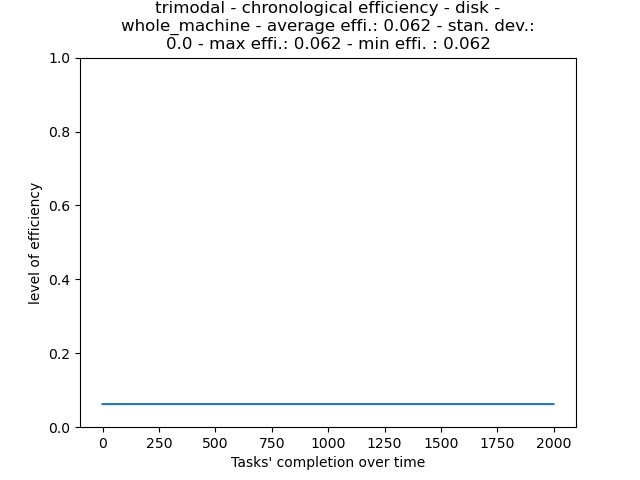 trimodal - chronological efficiency - disk -
whole_machine - average effi.: 0.062 - stan. dev.:
0.0 - max effi.: 0.062 - min effi. : 0.062
1.0
0.8
0.6
0.4
0.2
0.0
level of efficiency
0 250 500 750 1000 1250 1500 1750 2000
Tasks' completion over time